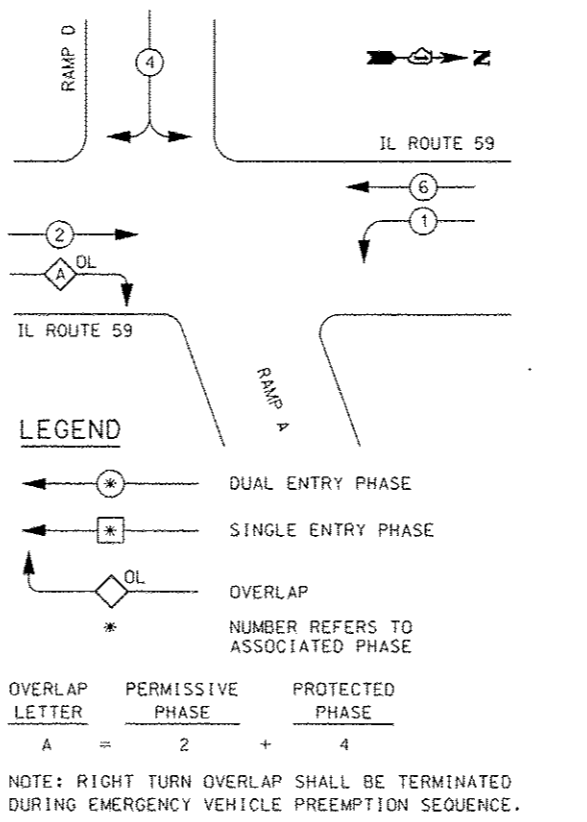 RAMP D
4
N
IL ROUTE 59
6
1
2
A OL
IL ROUTE 59
RAMP A
LEGEND
* DUAL ENTRY PHASE
* SINGLE ENTRY PHASE
OL OVERLAP
* NUMBER REFERS TO
ASSOCIATED PHASE
OVERLAP PERMISSIVE PROTECTED
LETTER PHASE PHASE
A = 2 + 4
NOTE: RIGHT TURN OVERLAP SHALL BE TERMINATED
DURING EMERGENCY VEHICLE PREEMPTION SEQUENCE.